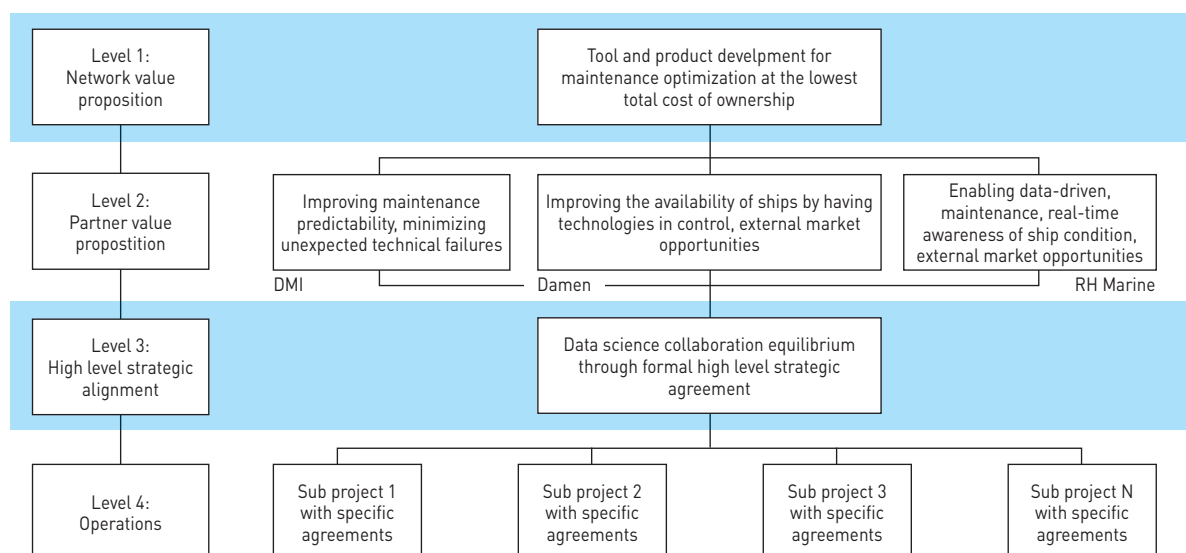 Level 1:
Network value
proposition
Tool and product develpment for
maintenance optimization at the lowest
total cost of ownership
Level 2:
Partner value
propostition
Improving maintenance
predictability, minimizing
unexpected technical failures
Improving the availability of ships by having
technologies in control, external market
opportunities
Enabling data-driven,
maintenance, real-time
awareness of ship condition,
external market opportunities
DMI
Damen
RH Marine
Level 3:
High level strategic
alignment
Data science collaboration equilibrium
through formal high level strategic
agreement
Level 4:
Operations
Sub project 1
with specific
agreements
Sub project 2
with specific
agreements
Sub project 3
with specific
agreements
Sub project N
with specific
agreements